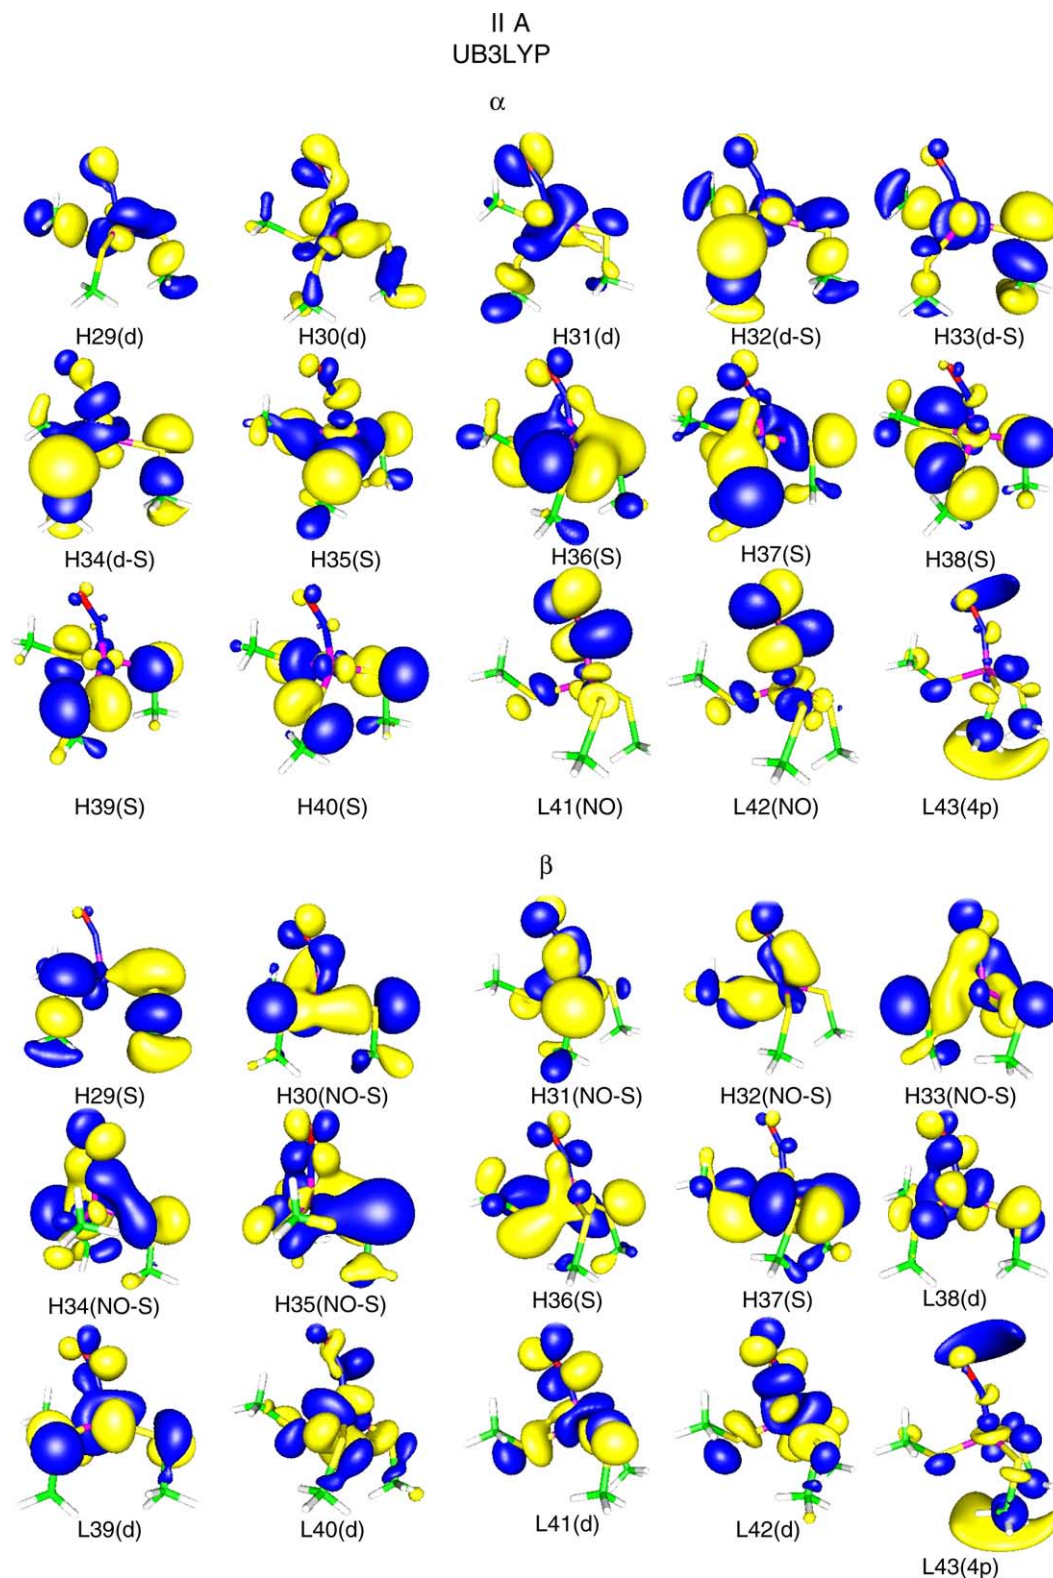 II A
UB3LYP
α
H29(d)
H30(d)
H31(d)
H32(d-S)
H33(d-S)
H34(d-S)
H35(S)
H36(S)
H37(S)
H38(S)
H39(S)
H40(S)
L41(NO)
L42(NO)
L43(4p)
β
H29(S)
H30(NO-S)
H31(NO-S)
H32(NO-S)
H33(NO-S)
H34(NO-S)
H35(NO-S)
H36(S)
H37(S)
L38(d)
L39(d)
L40(d)
L41(d)
L42(d)
L43(4p)